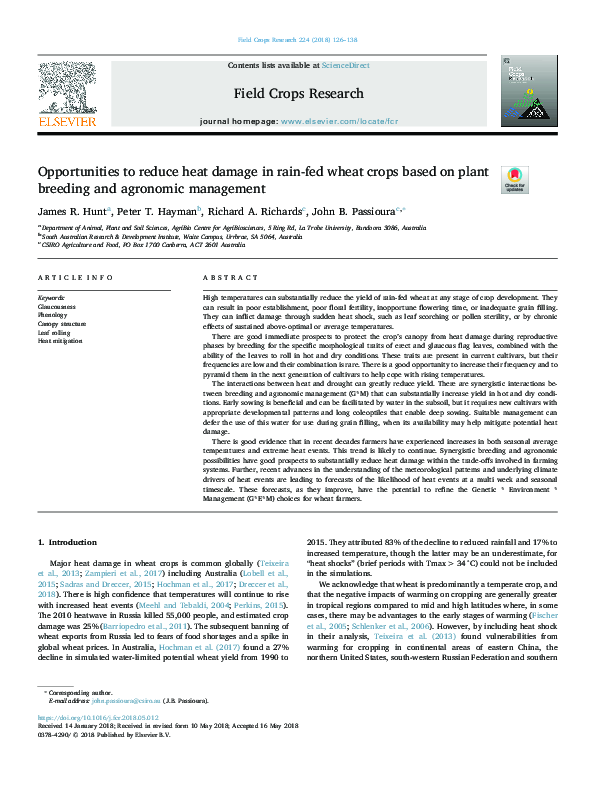 Field Crops Research 224 (2018) 126–138
Contents lists available at ScienceDirect
Field Crops Research
journal homepage: www.elsevier.com/locate/fcr
ELSEVIER
Field Crops Research
Opportunities to reduce heat damage in rain-fed wheat crops based on plant
breeding and agronomic management
Check for updates
James R. Hunt^a, Peter T. Hayman^b, Richard A. Richards^c, John B. Passioura^c,*
^a Department of Animal, Plant and Soil Sciences, AgriBio Centre for AgriBiosciences, 5 Ring Rd, La Trobe University, Bundoora 3086, Australia
^b South Australian Research & Development Institute, Waite Campus, Urrbrae, SA 5064, Australia
^c CSIRO Agriculture and Food, PO Box 1700 Canberra, ACT 2601 Australia
ARTICLE INFO
Keywords:
Glaucousness
Phenology
Canopy structure
Leaf rolling
Heat mitigation
ABSTRACT
High temperatures can substantially reduce the yield of rain-fed wheat at any stage of crop development. They
can result in poor establishment, poor floral fertility, inopportune flowering time, or inadequate grain filling.
They can inflict damage through sudden heat shock, such as leaf scorching or pollen sterility, or by chronic
effects of sustained above-optimal or average temperatures.
There are good immediate prospects to protect the crop's canopy from heat damage during reproductive
phases by breeding for the specific morphological traits of erect and glaucous flag leaves, combined with the
ability of the leaves to roll in hot and dry conditions. These traits are present in current cultivars, but their
frequencies are low and their combination is rare. There is a good opportunity to increase their frequency and to
pyramid them in the next generation of cultivars to help cope with rising temperatures.
The interactions between heat and drought can greatly reduce yield. There are synergistic interactions be-
tween breeding and agronomic management (G*M) that can substantially increase yield in hot and dry condi-
tions. Early sowing is beneficial and can be facilitated by water in the subsoil, but it requires new cultivars with
appropriate developmental patterns and long coleoptiles that enable deep sowing. Suitable management can
defer the use of this water for use during grain filling, when its availability may help mitigate potential heat
damage.
There is good evidence that in recent decades farmers have experienced increases in both seasonal average
temperatures and extreme heat events. This trend is likely to continue. Synergistic breeding and agronomic
possibilities have good prospects to substantially reduce heat damage within the trade-offs involved in farming
systems. Further, recent advances in the understanding of the meteorological patterns and underlying climate
drivers of heat events are leading to forecasts of the likelihood of heat events at a multi week and seasonal
timescale. These forecasts, as they improve, have the potential to refine the Genetic * Environment *
Management (G*E*M) choices for wheat farmers.
1. Introduction
Major heat damage in wheat crops is common globally (Teixeira
et al., 2013; Zampieri et al., 2017) including Australia (Lobell et al.,
2015; Sadras and Dreccer, 2015; Hochman et al., 2017; Dreccer et al.,
2018). There is high confidence that temperatures will continue to rise
with increased heat events (Meehl and Tebaldi, 2004; Perkins, 2015).
The 2010 heatwave in Russia killed 55,000 people, and estimated crop
damage was 25% (Barriopedro et al., 2011). The subsequent banning of
wheat exports from Russia led to fears of food shortages and a spike in
global wheat prices. In Australia, Hochman et al. (2017) found a 27%
decline in simulated water-limited potential wheat yield from 1990 to
2015. They attributed 83% of the decline to reduced rainfall and 17% to
increased temperature, though the latter may be an underestimate, for
"heat shocks" (brief periods with Tmax > 34 °C) could not be included
in the simulations.
We acknowledge that wheat is predominantly a temperate crop, and
that the negative impacts of warming on cropping are generally greater
in tropical regions compared to mid and high latitudes where, in some
cases, there may be advantages to the early stages of warming (Fischer
et al., 2005; Schlenker et al., 2006). However, by including heat shock
in their analysis, Teixeira et al. (2013) found vulnerabilities from
warming for cropping in continental areas of eastern China, the
northern United States, south-western Russian Federation and southern
* Corresponding author.
E-mail address: john.passioura@csiro.au (J.B. Passioura).
https://doi.org/10.1016/j.fcr.2018.05.012
Received 14 January 2018; Received in revised form 10 May 2018; Accepted 16 May 2018
0378-4290/ © 2018 Published by Elsevier B.V.